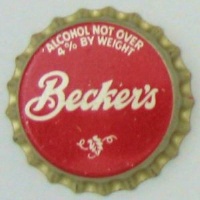 ALCOHOL NOT OVER
4% BY WEIGHT
Becker's